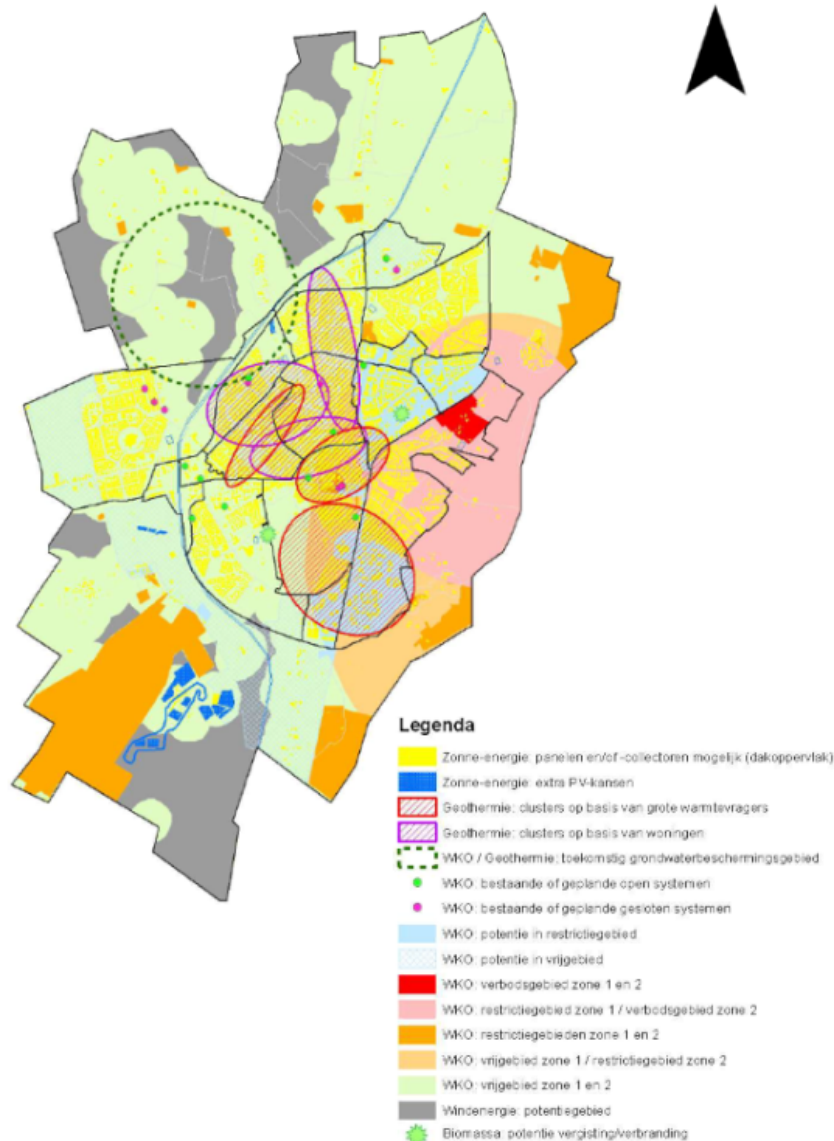 Legenda
Zonne-energie: panelen en/of -collectoren mogelijk (dakoppervlak)
Zonne-energie: extra PV-kansen
Geothermie: clusters op basis van grote warmtevragers
Geothermie: clusters op basis van woningen
WKO / Geothermie: toekomstig grondwaterbeschermingsgebied
WKO: bestaande of geplande open systemen
WKO: bestaande of geplande gesloten systemen
WKO: potentie in restrictiegebied
WKO: potentie in vrijgebied
WKO: verbodsgebied zone 1 en 2
WKO: restrictiegebied zone 1 / verbodsgebied zone 2
WKO: restrictiegebieden zone 1 en 2
WKO: vrijgebied zone 1 / restrictiegebied zone 2
WKO: vrijgebied zone 1 en 2
Windenergie: potentiegebied
Biomassa: potentie vergisting/verbranding